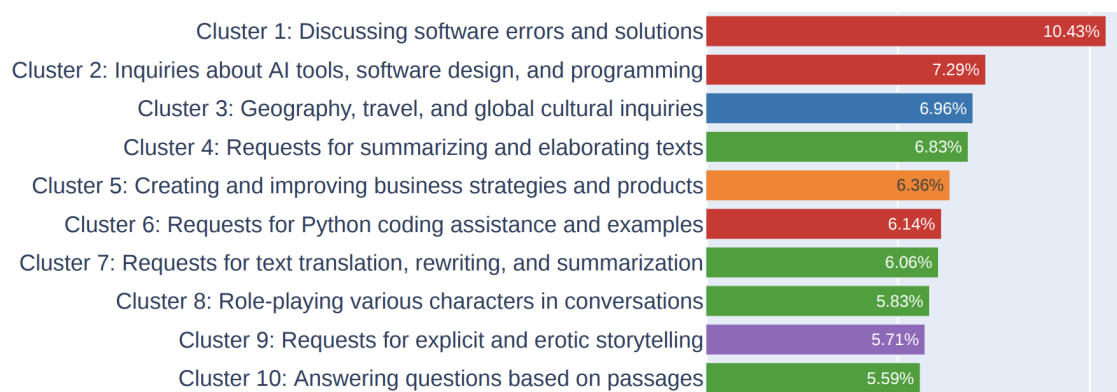 Cluster 1: Discussing software errors and solutions 10.43%
Cluster 2: Inquiries about AI tools, software design, and programming 7.29%
Cluster 3: Geography, travel, and global cultural inquiries 6.96%
Cluster 4: Requests for summarizing and elaborating texts 6.83%
Cluster 5: Creating and improving business strategies and products 6.36%
Cluster 6: Requests for Python coding assistance and examples 6.14%
Cluster 7: Requests for text translation, rewriting, and summarization 6.06%
Cluster 8: Role-playing various characters in conversations 5.83%
Cluster 9: Requests for explicit and erotic storytelling 5.71%
Cluster 10: Answering questions based on passages 5.59%